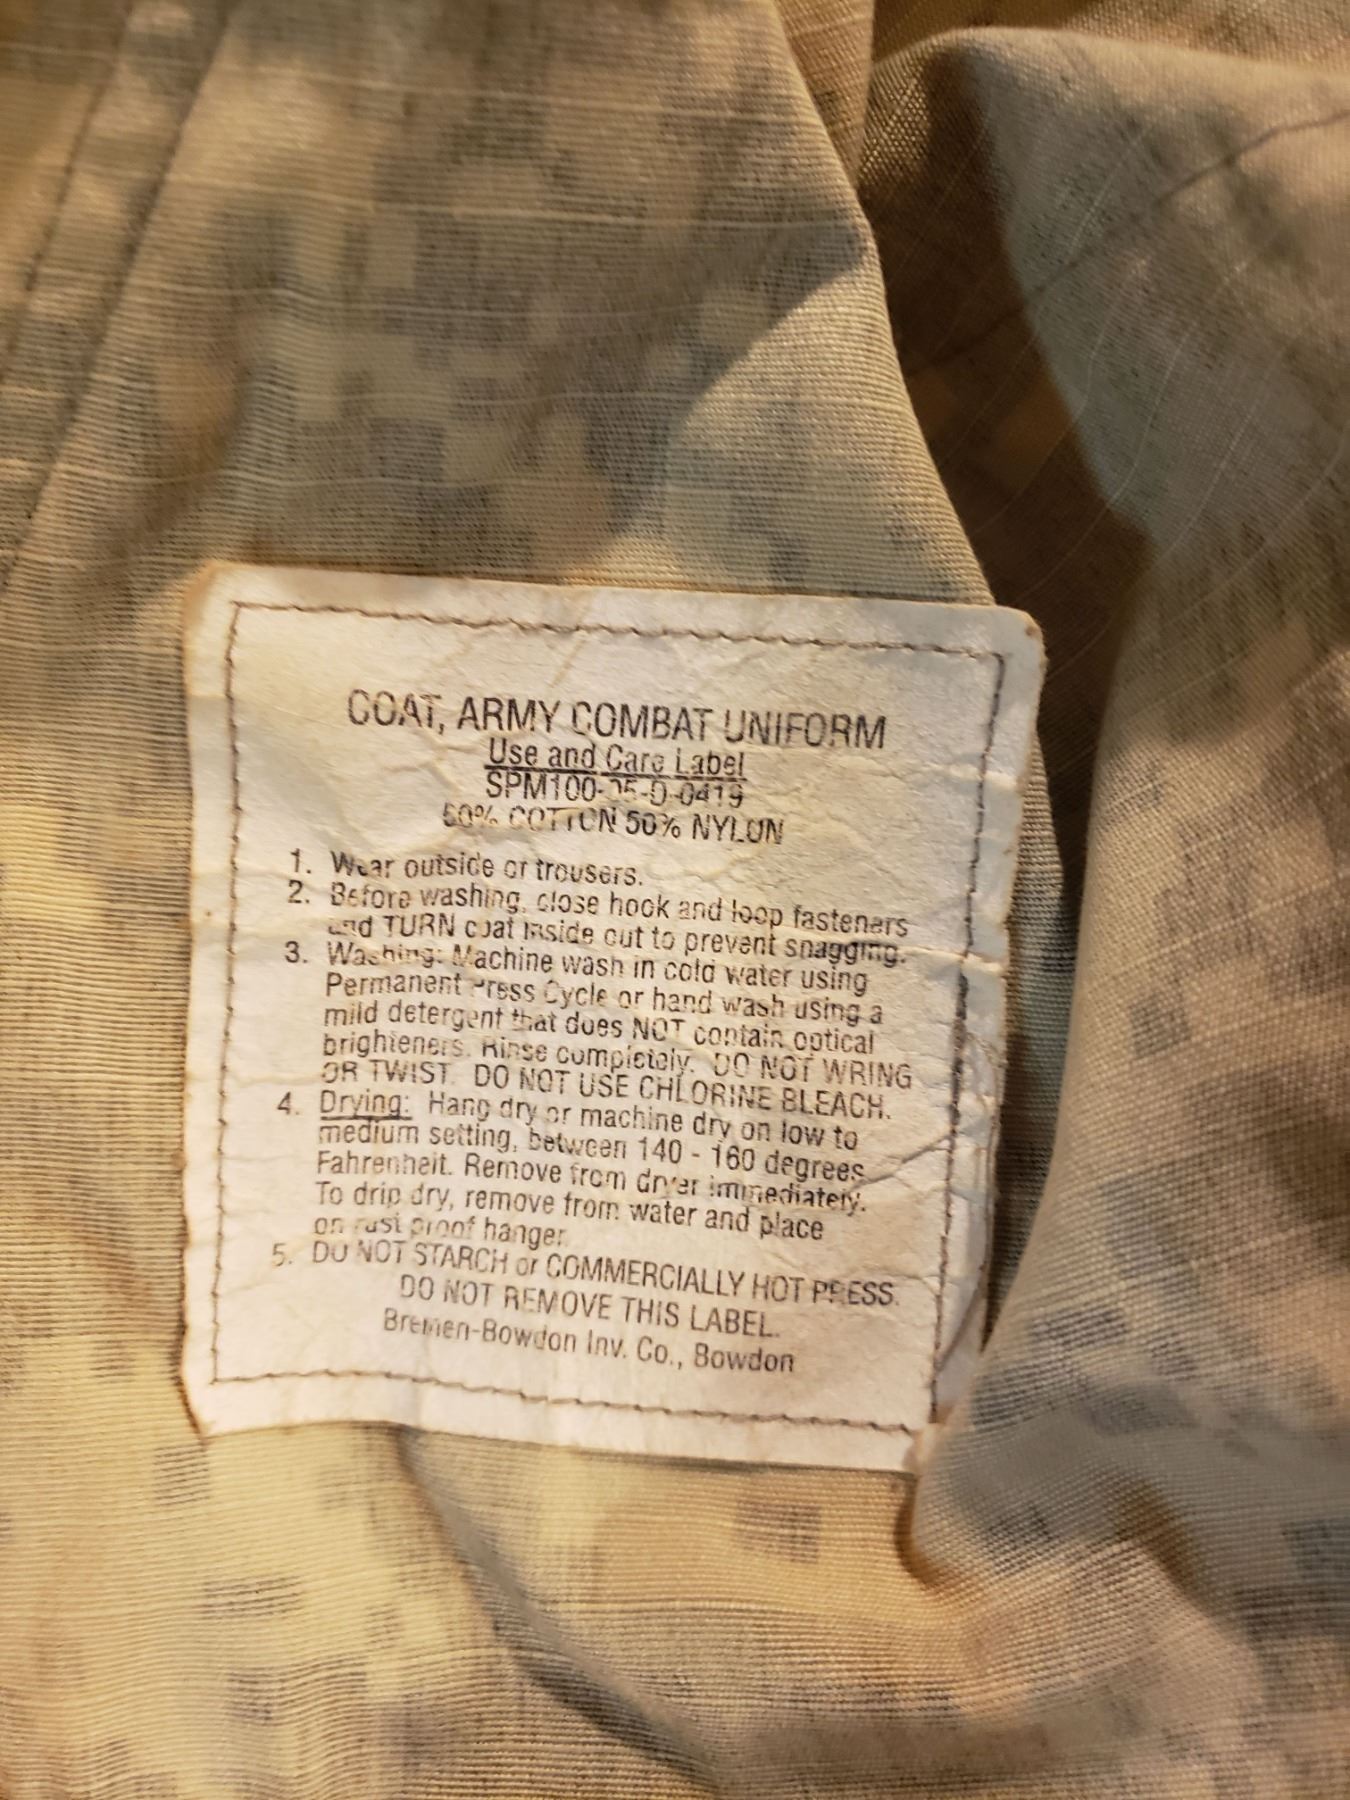 COAT, ARMY COMBAT UNIFORM
Use and Care Label
SPM100-05-D-0419
50% COTTON 50% NYLON
1. Wear outside of trousers.
2. Before washing, close hook and loop fasteners
and TURN coat inside out to prevent snagging.
3. Washing: Machine wash in cold water using
Permanent Press Cycle or hand wash using a
mild detergent that does NOT contain optical
brighteners. Rinse completely. DO NOT WRING
OR TWIST. DO NOT USE CHLORINE BLEACH.
4. Drying: Hang dry or machine dry on low to
medium setting, between 140 - 160 degrees
Fahrenheit. Remove from dryer immediately.
To drip dry, remove from water and place
on rust proof hanger.
5. DO NOT STARCH or COMMERCIALLY HOT PRESS.
DO NOT REMOVE THIS LABEL.
Bremen-Bowdon Inv. Co., Bowdon